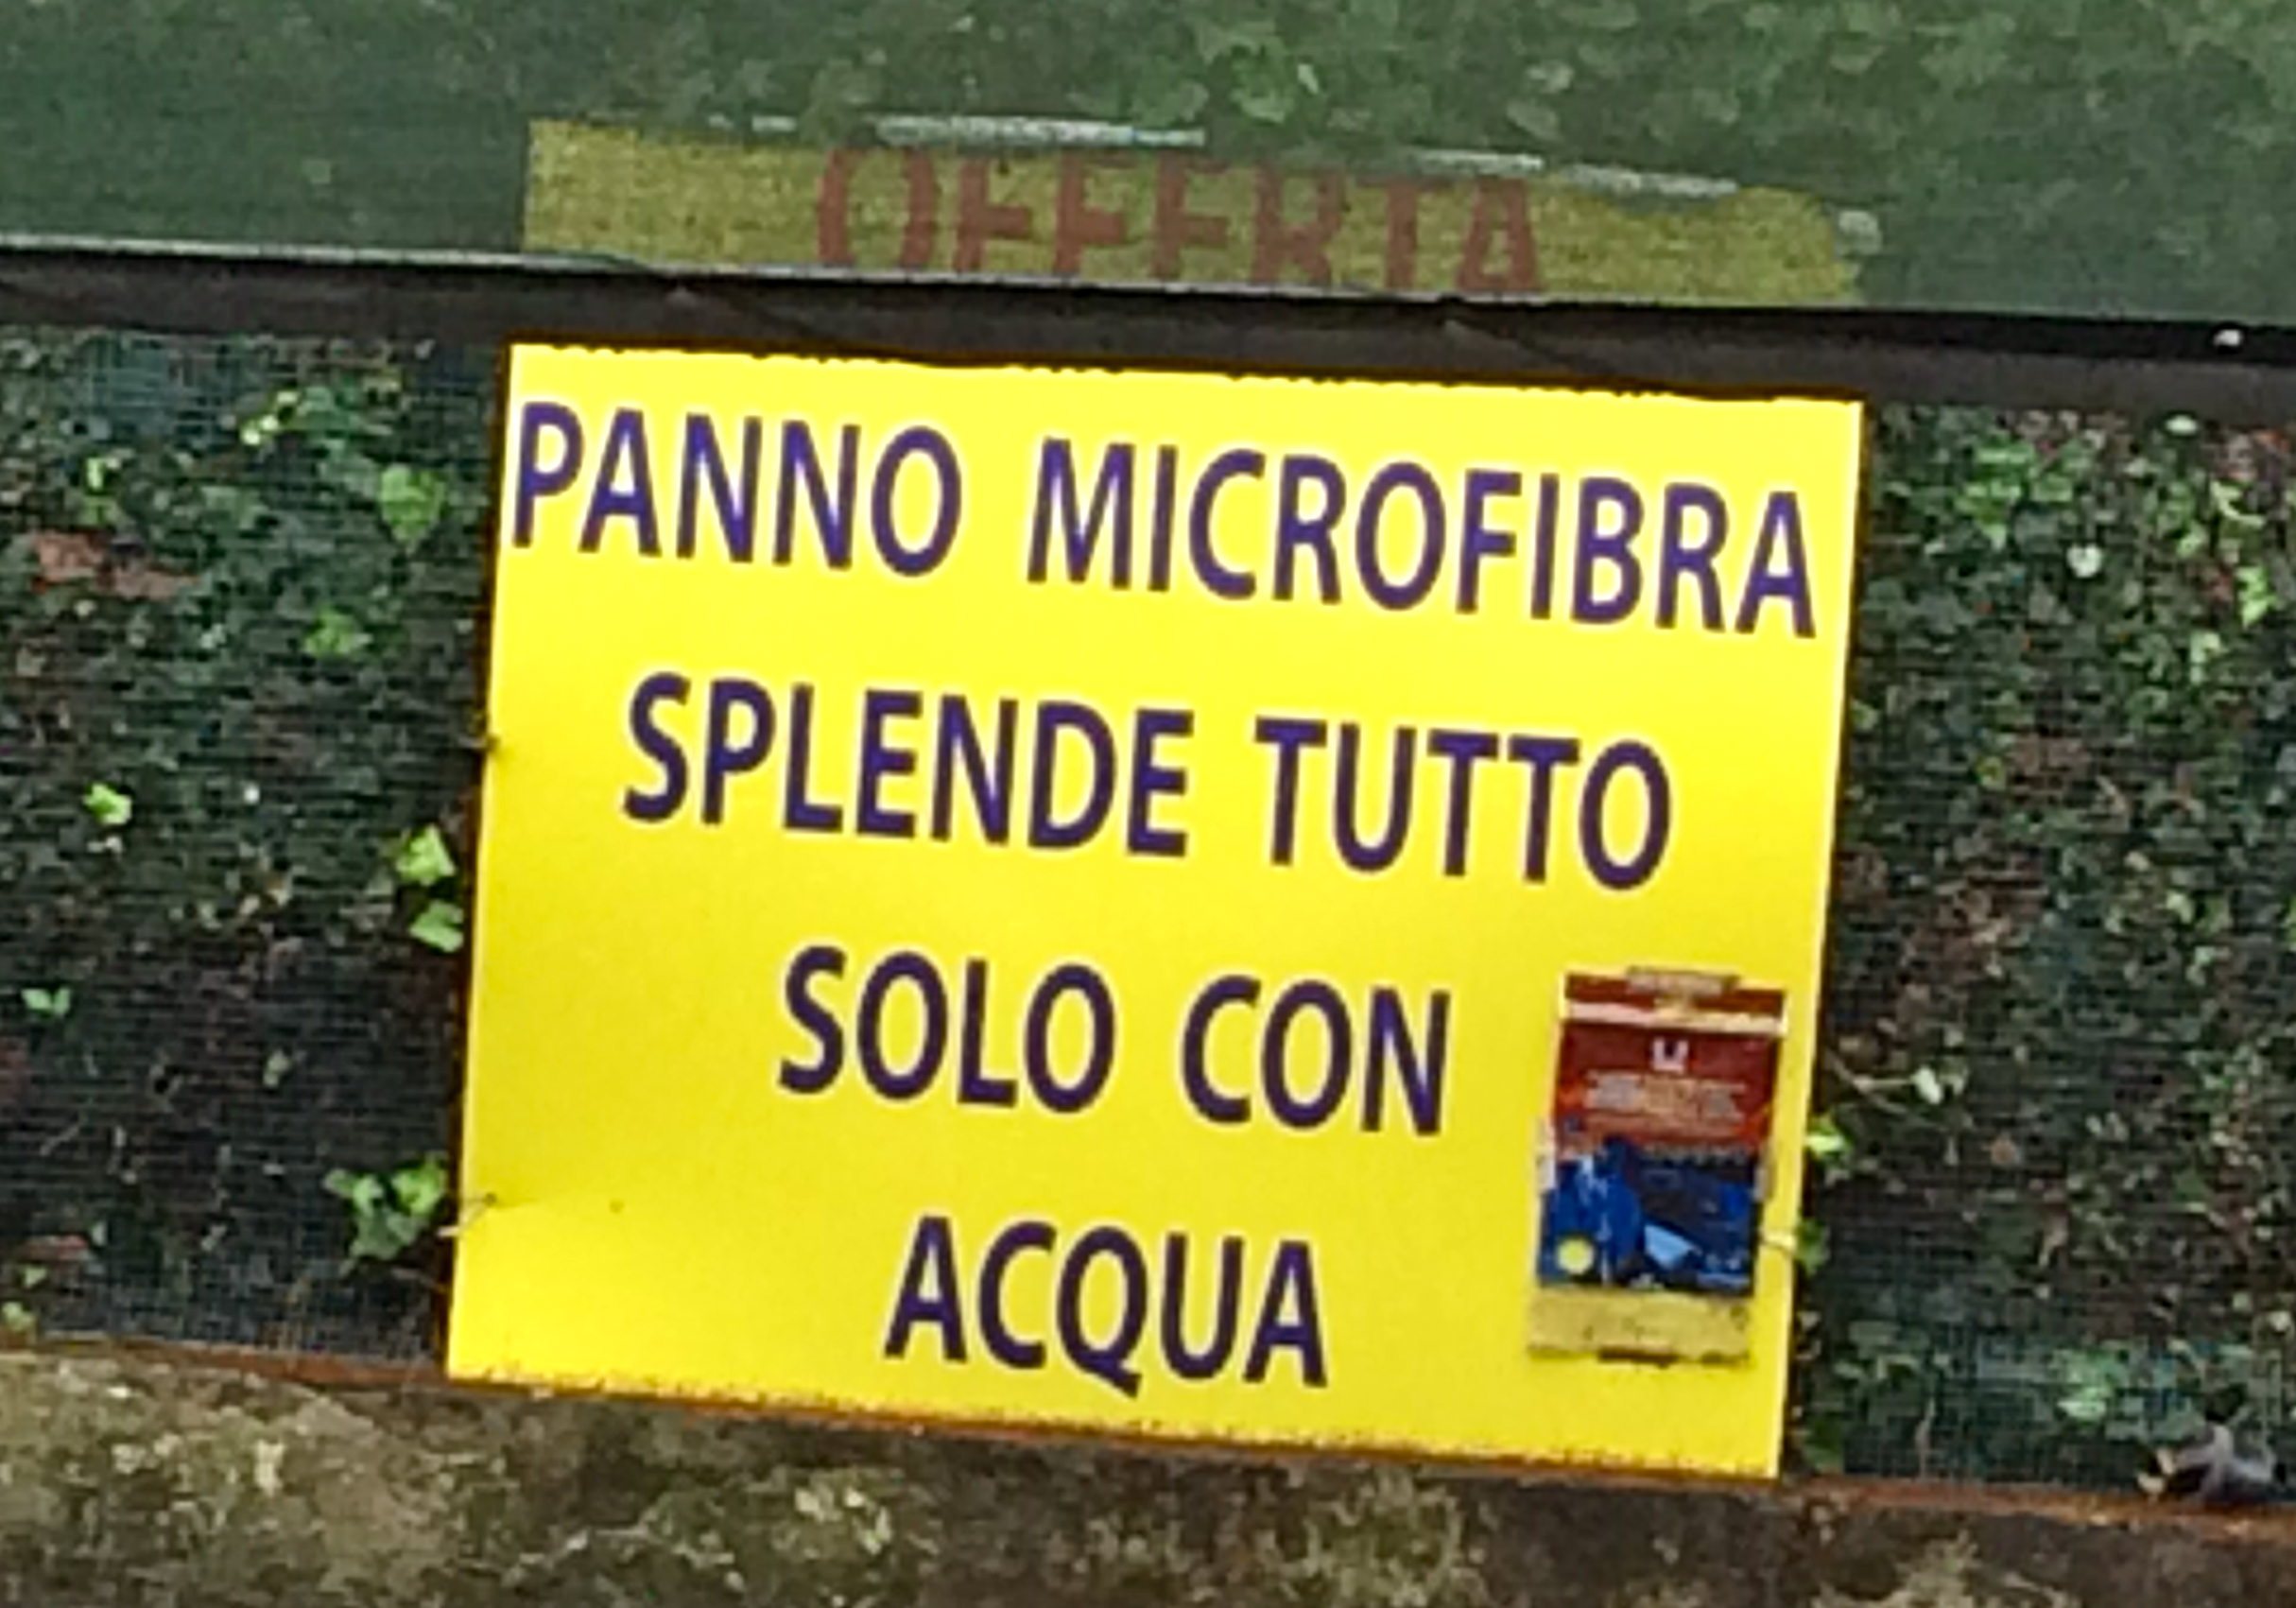 OFFERTA
PANNO MICROFIBRA
SPLENDE TUTTO
SOLO CON
ACQUA